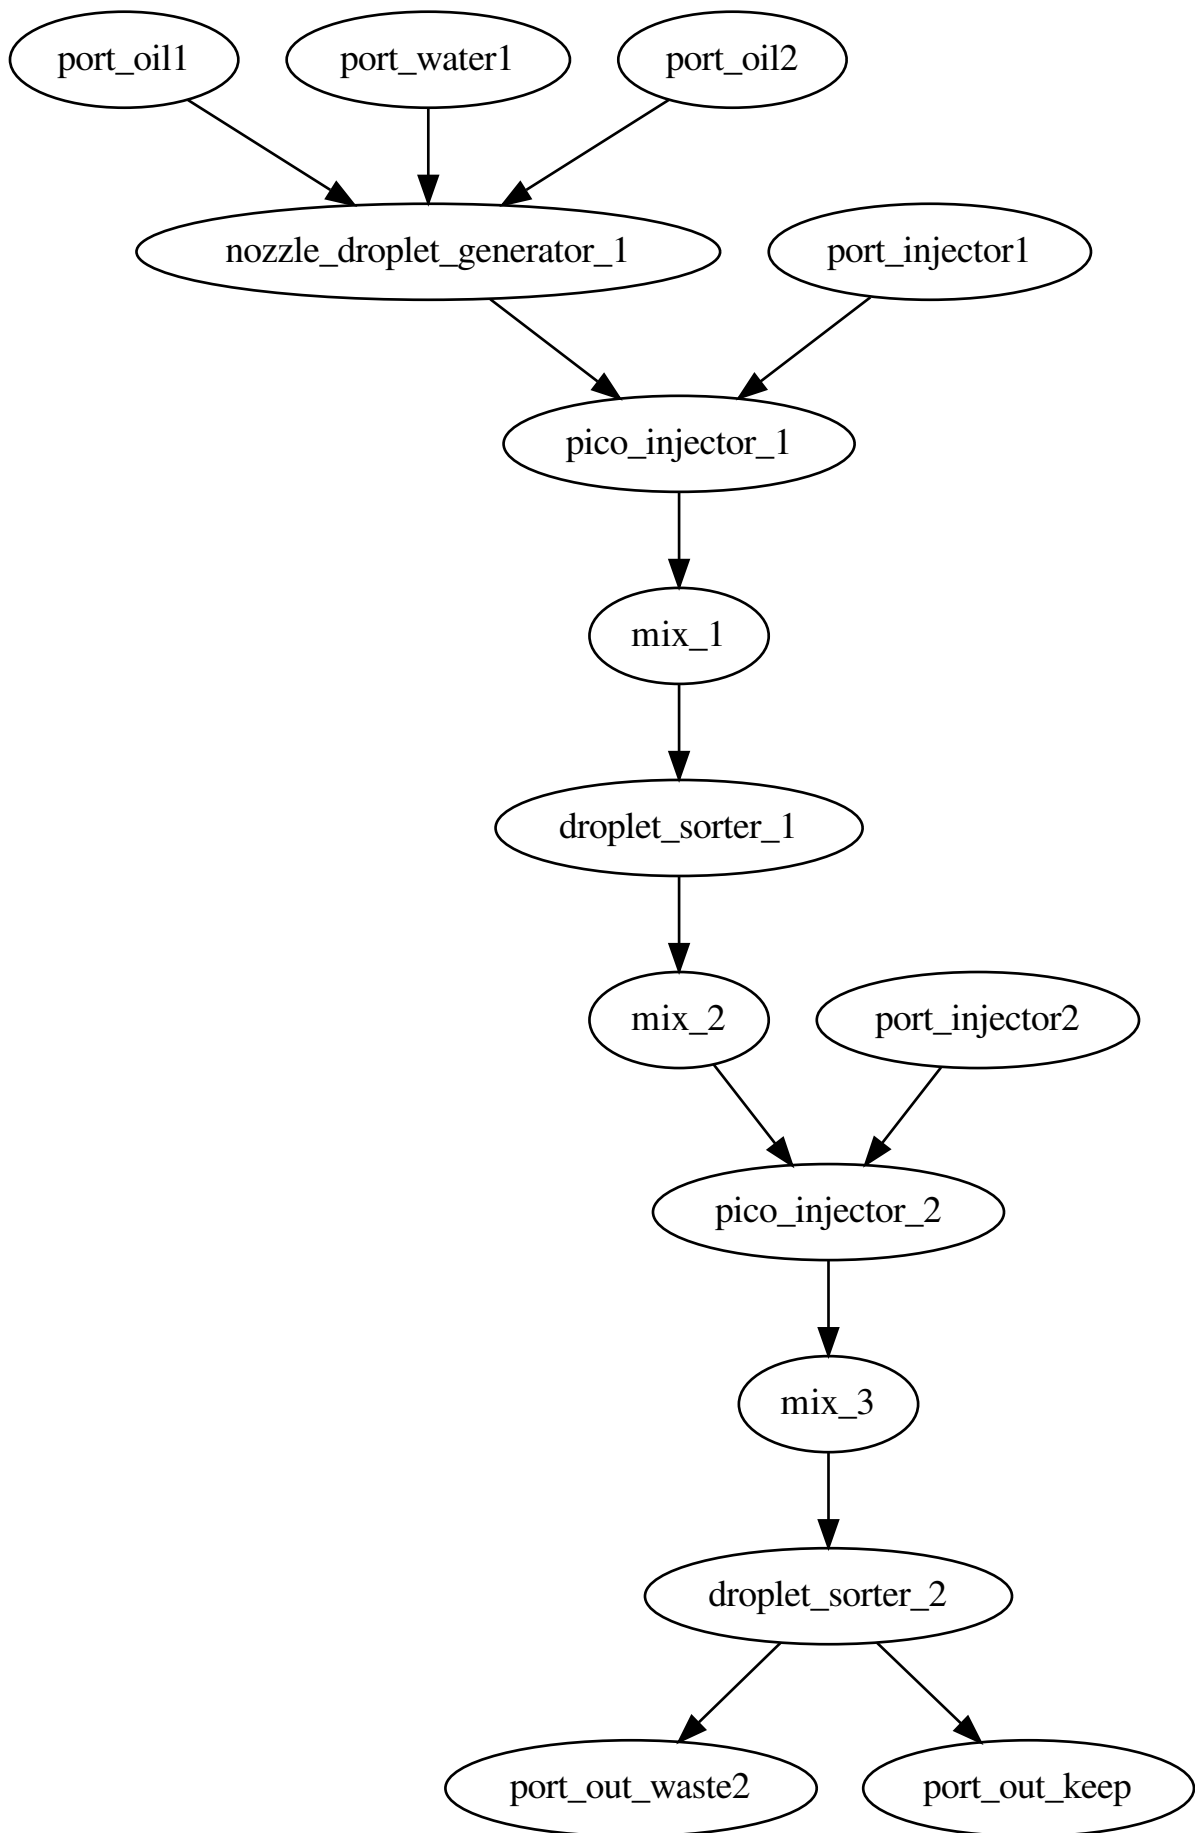 port_oil1
port_water1
port_oil2
nozzle_droplet_generator_1
port_injector1
pico_injector_1
mix_1
droplet_sorter_1
mix_2
port_injector2
pico_injector_2
mix_3
droplet_sorter_2
port_out_waste2
port_out_keep